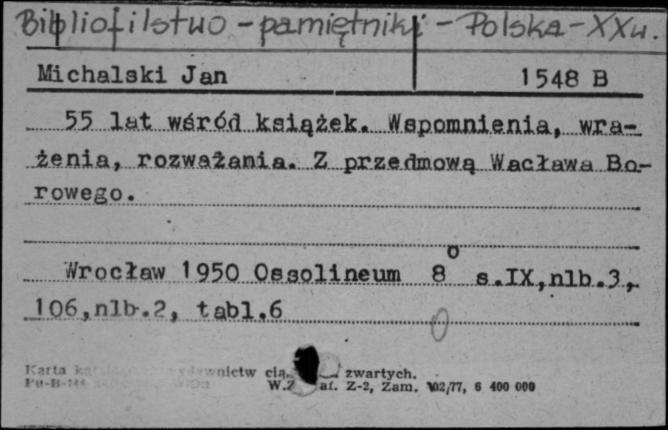 Bibliofilstwo - pamiętniki - Polska - XX w.
Michalski Jan 1548 B
55 lat wśród książek. Wspomnienia, wra-
żenia, rozważania. Z przedmową Wacława Bo-
rowego.
Wrocław 1950 Ossolineum 8° s.IX,nlb.3,
106,nlb.2, tabl.6
Karta zwartych.
Z-2, Zam. 102/77, 6 400 000